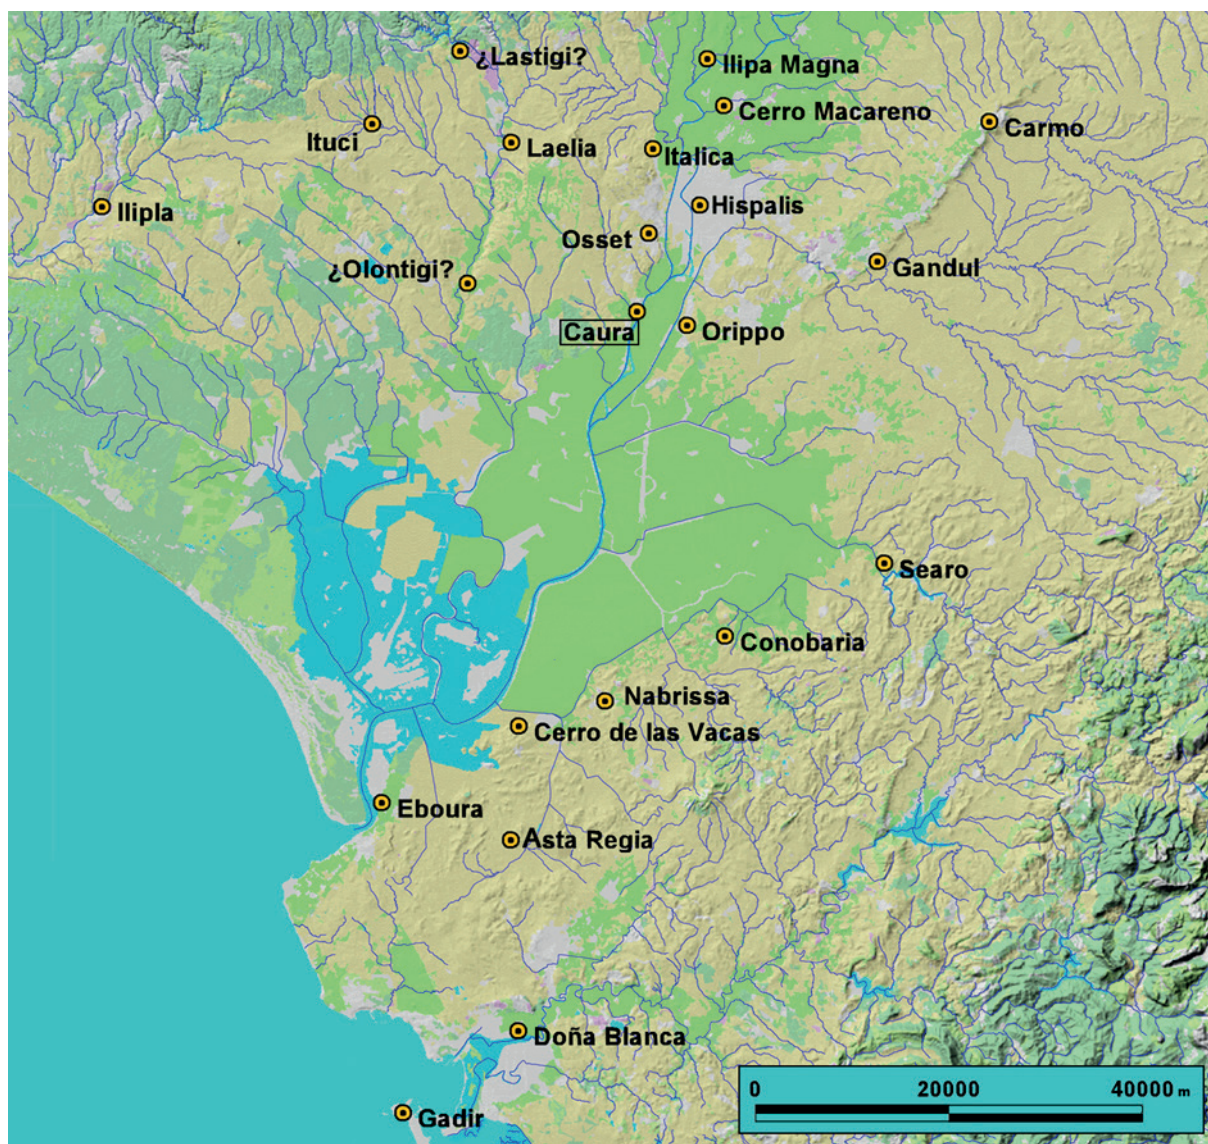 ¿Lastigi?
Ilipa Magna
Cerro Macareno
Carmo
Ituci
Laelia
Italica
Ilipla
Hispalis
Osset
Gandul
¿Olontigi?
Caura
Orippo
Searo
Conobaria
Nabrissa
Cerro de las Vacas
Eboura
Asta Regia
Doña Blanca
Gadir
0 20000 40000 m